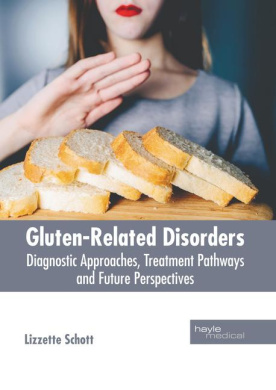 Gluten-Related Disorders
Diagnostic Approaches, Treatment Pathways
and Future Perspectives
Lizzette Schott
hayle
medical